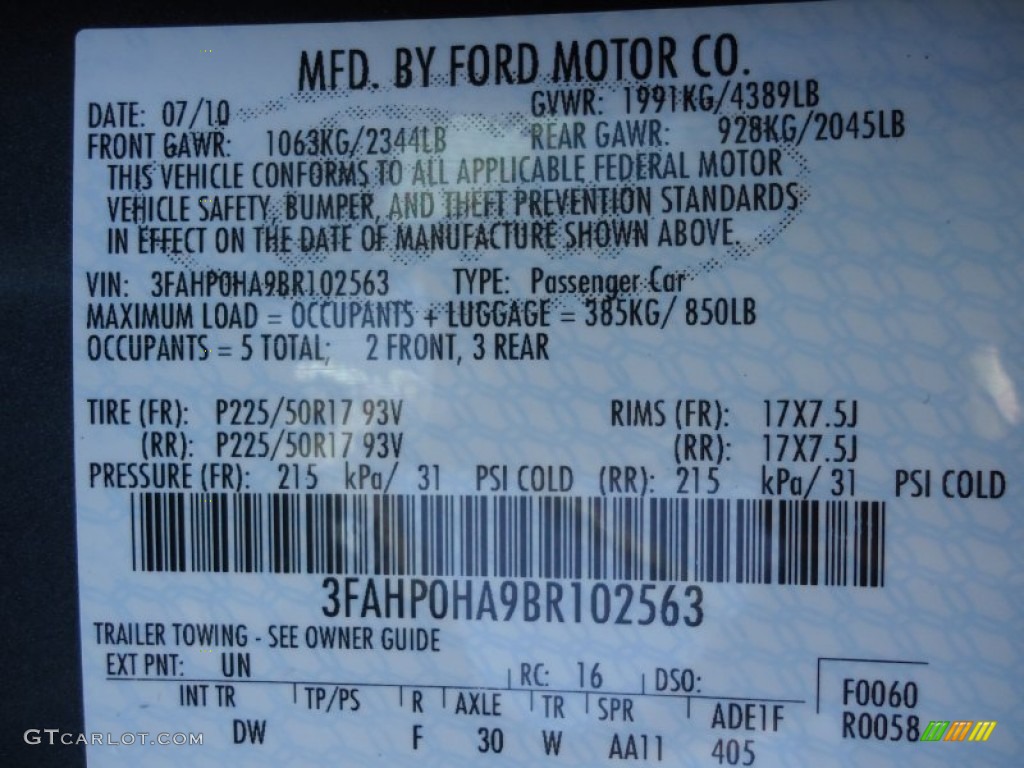 MFD. BY FORD MOTOR CO.
DATE: 07/10 GVWR: 1991KG/4389LB
FRONT GAWR: 1063KG/2344LB REAR GAWR: 928KG/2045LB
THIS VEHICLE CONFORMS TO ALL APPLICABLE FEDERAL MOTOR
VEHICLE SAFETY, BUMPER, AND THEFT PREVENTION STANDARDS
IN EFFECT ON THE DATE OF MANUFACTURE SHOWN ABOVE.
VIN: 3FAHP0HA9BR102563 TYPE: Passenger Car
MAXIMUM LOAD = OCCUPANTS + LUGGAGE = 385KG/ 850LB
OCCUPANTS = 5 TOTAL; 2 FRONT, 3 REAR
TIRE (FR): P225/50R17 93V RIMS (FR): 17X7.5J
(RR): P225/50R17 93V (RR): 17X7.5J
PRESSURE (FR): 215 kPa/ 31 PSI COLD (RR): 215 kPa/ 31 PSI COLD
3FAHP0HA9BR102563
TRAILER TOWING - SEE OWNER GUIDE
EXT PNT: UN RC: 16 DSO: F0060
INT TR TP/PS R AXLE TR SPR ADE1F R0058
DW F 30 W AA11 405
GTCARLOT.COM